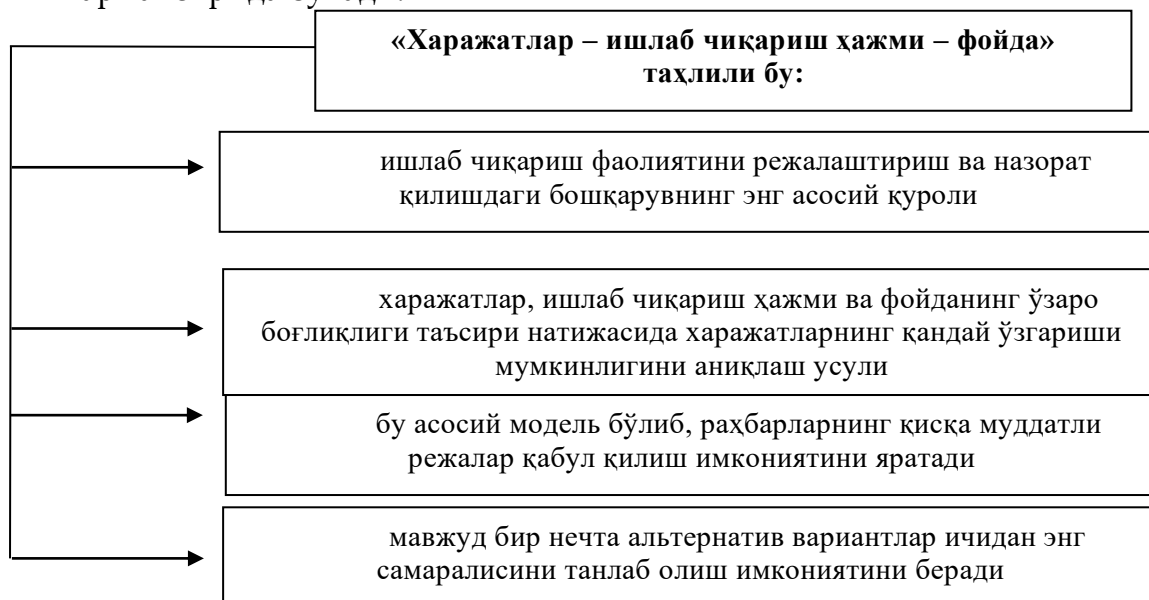 «Харажатлар – ишлаб чиқариш ҳажми – фойда»
таҳлили бу:
ишлаб чиқариш фаолиятини режалаштириш ва назорат
қилишдаги бошқарувнинг энг асосий қуроли
харажатлар, ишлаб чиқариш ҳажми ва фойданинг ўзаро
боғлиқлиги таъсири натижасида харажатларнинг қандай ўзгариши
мумкинлигини аниқлаш усули
бу асосий модель бўлиб, раҳбарларнинг қисқа муддатли
режалар қабул қилиш имкониятини яратади
мавжуд бир нечта альтернатив вариантлар ичидан энг
самаралисини танлаб олиш имкониятини беради